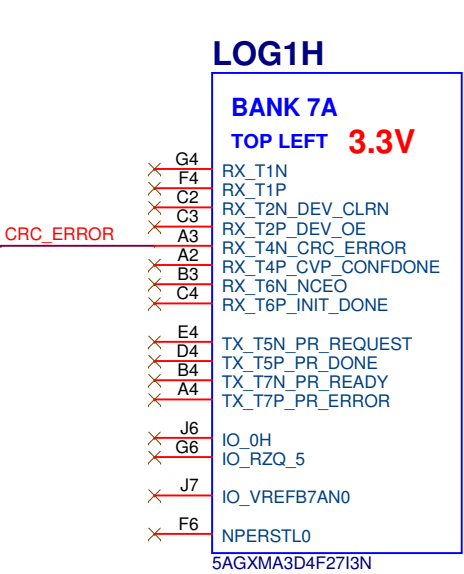 LOG1H
BANK 7A
TOP LEFT 3.3V
G4 RX_T1N
F4 RX_T1P
C2 RX_T2N_DEV_CLRN
C3 RX_T2P_DEV_OE
CRC_ERROR A3 RX_T4N_CRC_ERROR
A2 RX_T4P_CVP_CONFDONE
B3 RX_T6N_NCEO
C4 RX_T6P_INIT_DONE
E4 TX_T5N_PR_REQUEST
D4 TX_T5P_PR_DONE
B4 TX_T7N_PR_READY
A4 TX_T7P_PR_ERROR
J6 IO_0H
G6 IO_RZQ_5
J7 IO_VREFB7AN0
F6 NPERSTL0
5AGXMA3D4F27I3N